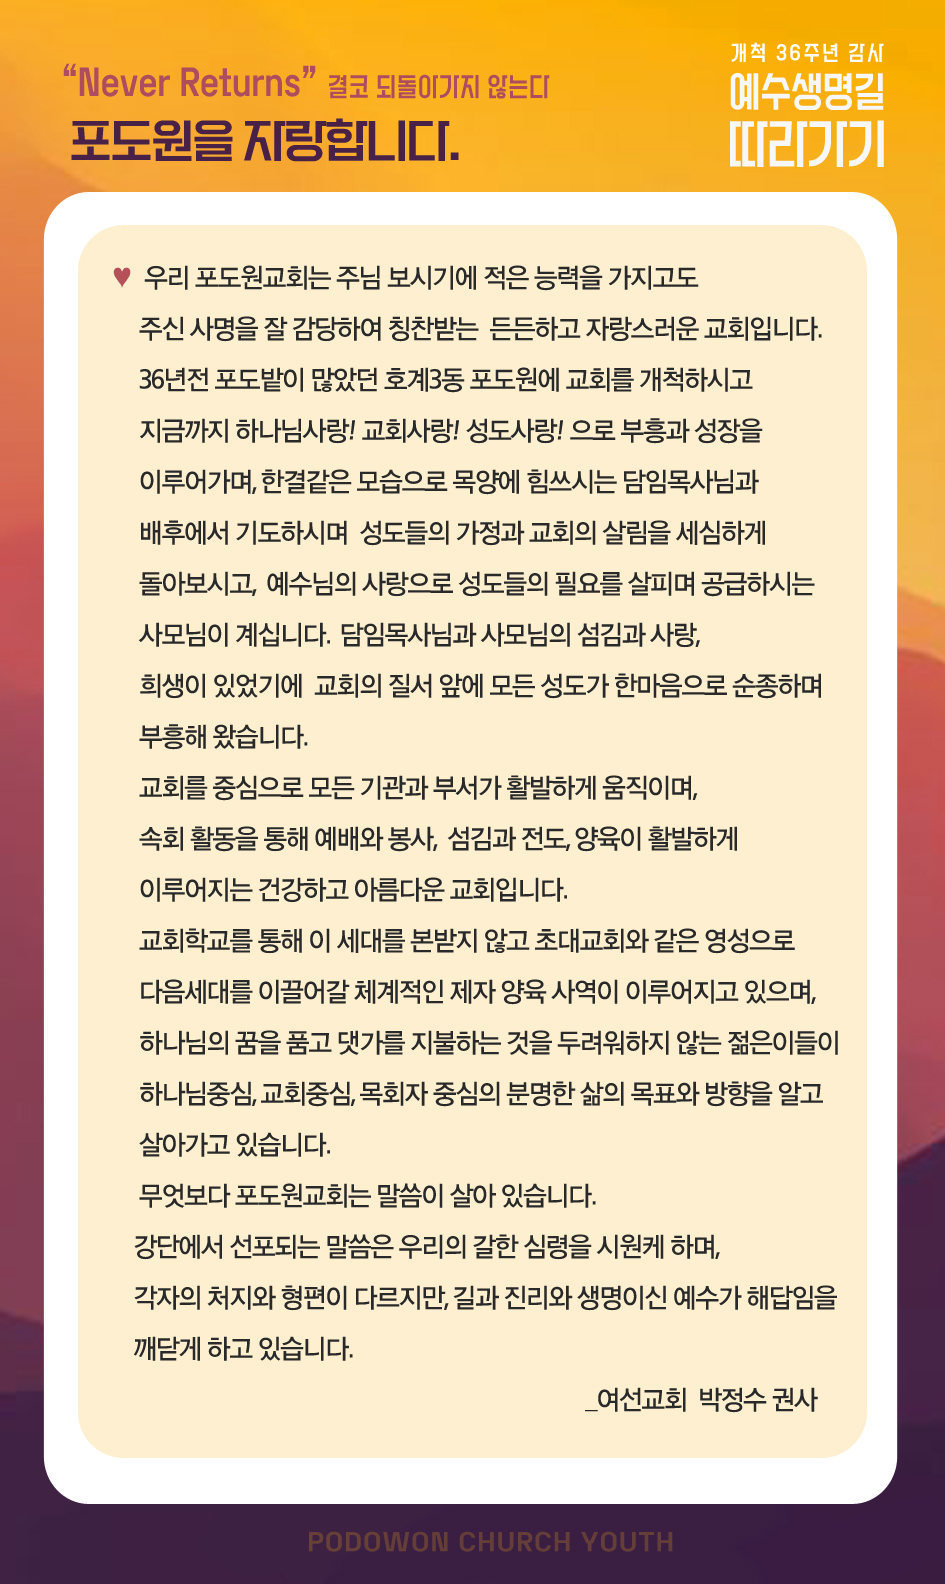 “Never Returns” 결코 되돌아가지 않는다
포도원을 자랑합니다.
개척 36주년 감사
예수생명길
따라가기
♥ 우리 포도원교회는 주님 보시기에 적은 능력을 가지고도
주신 사명을 잘 감당하여 칭찬받는 든든하고 자랑스러운 교회입니다.
36년전 포도밭이 많았던 호계3동 포도원에 교회를 개척하시고
지금까지 하나님사랑! 교회사랑! 성도사랑! 으로 부흥과 성장을
이루어가며, 한결같은 모습으로 목양에 힘쓰시는 담임목사님과
배후에서 기도하시며 성도들의 가정과 교회의 살림을 세심하게
돌아보시고, 예수님의 사랑으로 성도들의 필요를 살피며 공급하시는
사모님이 계십니다. 담임목사님과 사모님의 섬김과 사랑,
희생이 있었기에 교회의 질서 앞에 모든 성도가 한마음으로 순종하며
부흥해 왔습니다.
교회를 중심으로 모든 기관과 부서가 활발하게 움직이며,
속회 활동을 통해 예배와 봉사, 섬김과 전도, 양육이 활발하게
이루어지는 건강하고 아름다운 교회입니다.
교회학교를 통해 이 세대를 본받지 않고 초대교회와 같은 영성으로
다음세대를 이끌어갈 체계적인 제자 양육 사역이 이루어지고 있으며,
하나님의 꿈을 품고 댓가를 지불하는 것을 두려워하지 않는 젊은이들이
하나님중심, 교회중심, 목회자 중심의 분명한 삶의 목표와 방향을 알고
살아가고 있습니다.
무엇보다 포도원교회는 말씀이 살아 있습니다.
강단에서 선포되는 말씀은 우리의 갈한 심령을 시원케 하며,
각자의 처지와 형편이 다르지만, 길과 진리와 생명이신 예수가 해답임을
깨닫게 하고 있습니다.
_여선교회 박정수 권사
PODOWON CHURCH YOUTH